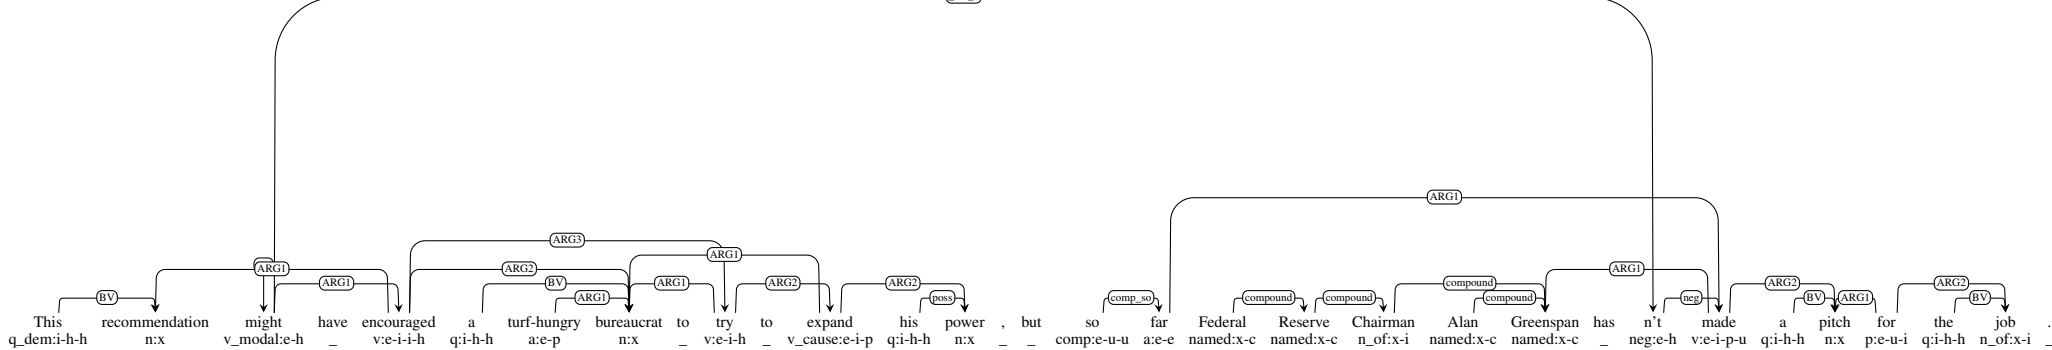 ARG1
ARG3
ARG1
ARG1 ARG2 compound ARG1
ARG1 BV ARG1 ARG2 ARG2 compound ARG2 ARG2
BV ARG1 poss comp_so compound compound compound neg BV ARG1 BV
This recommendation might have encouraged a turf-hungry bureaucrat to try to expand his power , but so far Federal Reserve Chairman Alan Greenspan has n't made a pitch for the job .
q_dem:i-h-h n:x v_modal:e-h _ v:e-i-i-h q:i-h-h a:e-p n:x _ v:e-i-h _ v_cause:e-i-p q:i-h-h n:x _ _ comp:e-u-u a:e-e named:x-c named:x-c n_of:x-i named:x-c named:x-c _ neg:e-h v:e-i-p-u q:i-h-h n:x p:e-u-i q:i-h-h n_of:x-i _